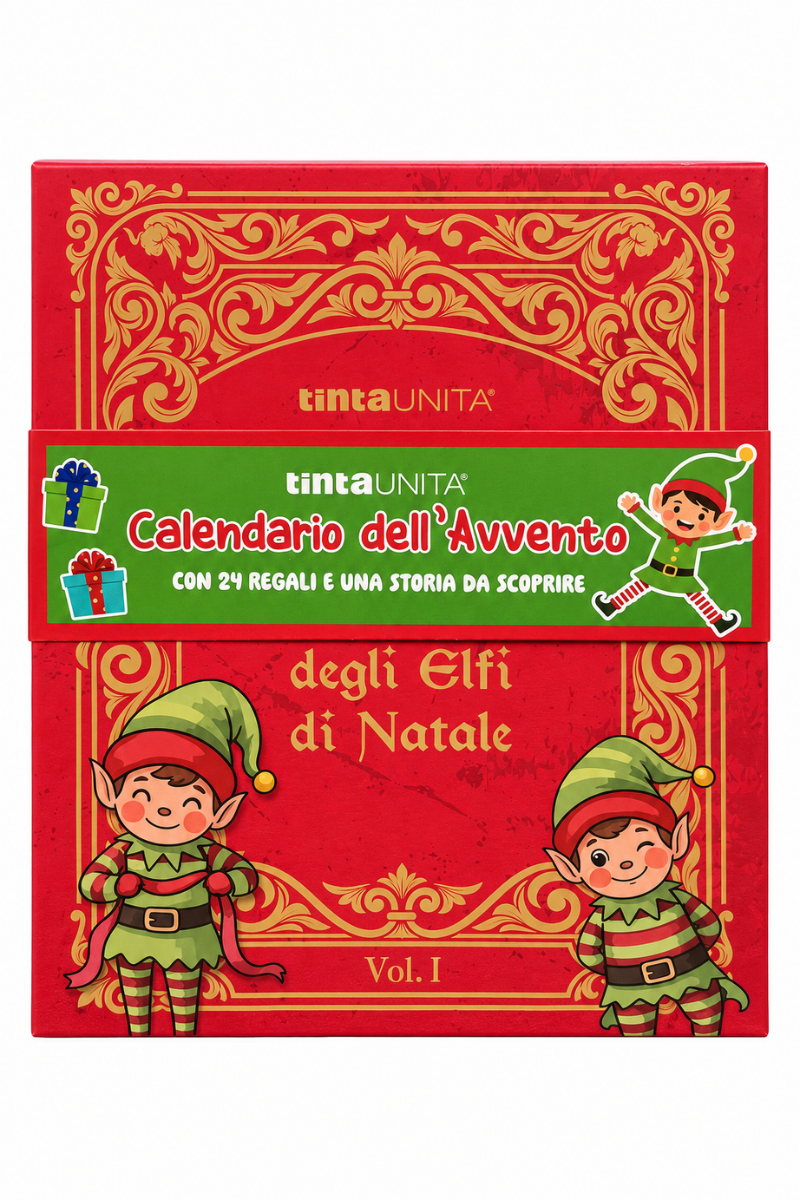 tintaUNITA®
tintaUNITA®
Calendario dell'Avvento
CON 24 REGALI E UNA STORIA DA SCOPRIRE
degli Elfi
di Natale
Vol. I